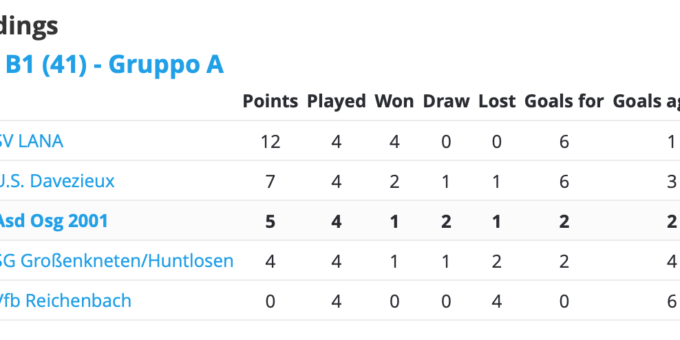 dings
B1 (41) - Gruppo A
Points Played Won Draw Lost Goals for Goals ag
SV LANA 12 4 4 0 0 6 1
U.S. Davezieux 7 4 2 1 1 6 3
Asd Osg 2001 5 4 1 2 1 2 2
SG Großenkneten/Huntlosen 4 4 1 1 2 2 4
Vfb Reichenbach 0 4 0 0 4 0 6